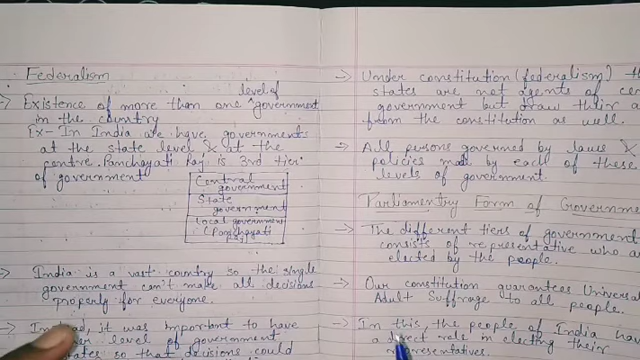 Federalism
→ Existence of more than one level of government
in the country
Ex- In India we have governments
at the state level & at the
centre. Panchayati Raj is 3rd tier
of government
Central
government
State
government
Local government
(Panchayati
Raj)
India is a vast country so the single
government can't make all decisions
properly for everyone.
it was important to have
level of government
so that decisions could
→ Under constitution (federalism)
states are not agents of
government but draw their
from the constitution as well.
→ All persons governed by laws &
policies made by each of these
levels of government.
Parliamentry Form of
→ The different tiers of government
consists of representative who
elected by the people.
→ Our constitution guarantees
Adult Suffrage to all people.
→ In this, the people of India
a direct role in electing their
representatives.